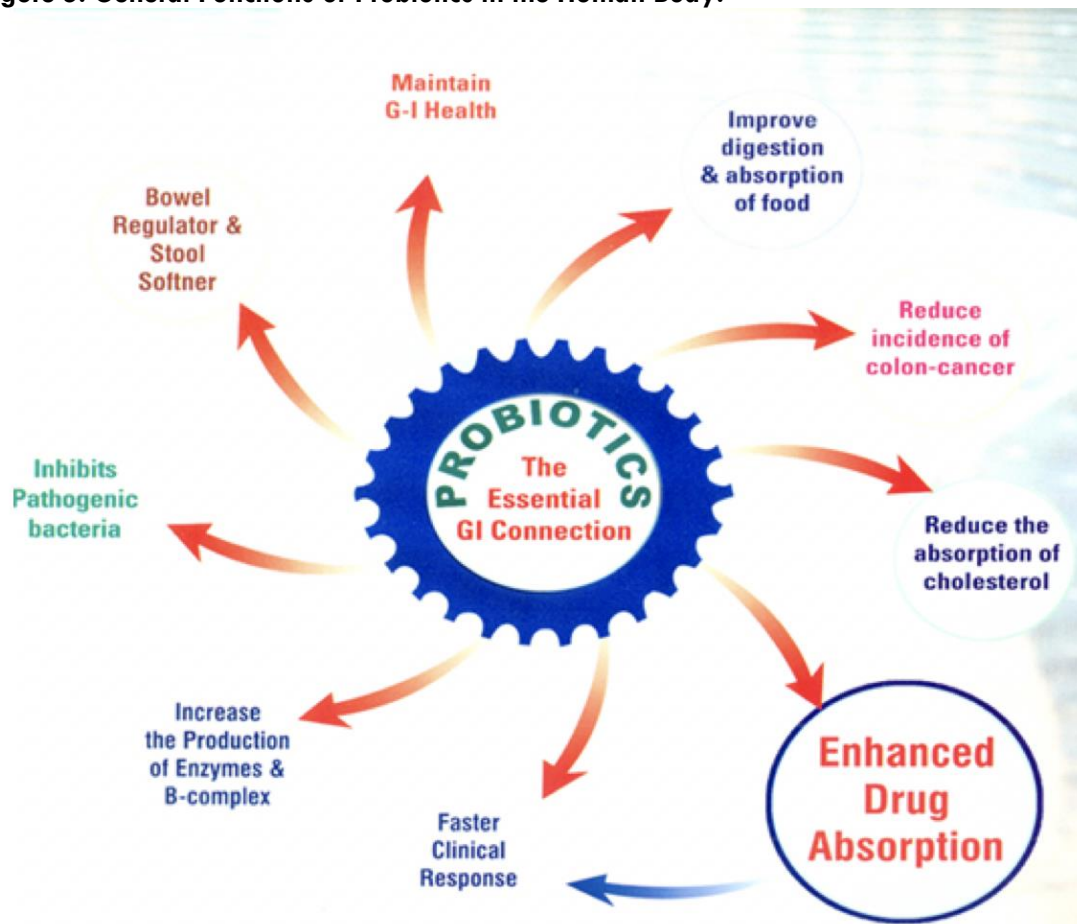 Maintain
G-I Health
Improve
digestion
& absorption
of food
Bowel
Regulator &
Stool
Softner
Reduce
incidence of
colon-cancer
PROBIOTICS
The
Essential
GI Connection
Inhibits
Pathogenic
bacteria
Reduce the
absorption of
cholesterol
Increase
the Production
of Enzymes &
B-complex
Enhanced
Drug
Absorption
Faster
Clinical
Response